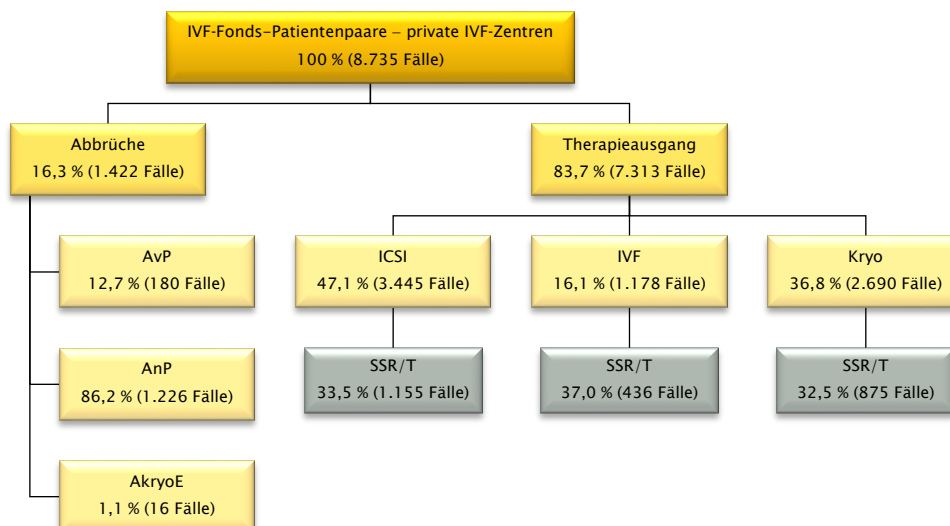 IVF-Fonds-Patientenpaare – private IVF-Zentren
100 % (8.735 Fälle)
Abbrüche
16,3 % (1.422 Fälle)
Therapieausgang
83,7 % (7.313 Fälle)
AvP
12,7 % (180 Fälle)
ICSI
47,1 % (3.445 Fälle)
IVF
16,1 % (1.178 Fälle)
Kryo
36,8 % (2.690 Fälle)
AnP
86,2 % (1.226 Fälle)
SSR/T
33,5 % (1.155 Fälle)
SSR/T
37,0 % (436 Fälle)
SSR/T
32,5 % (875 Fälle)
AkryoE
1,1 % (16 Fälle)